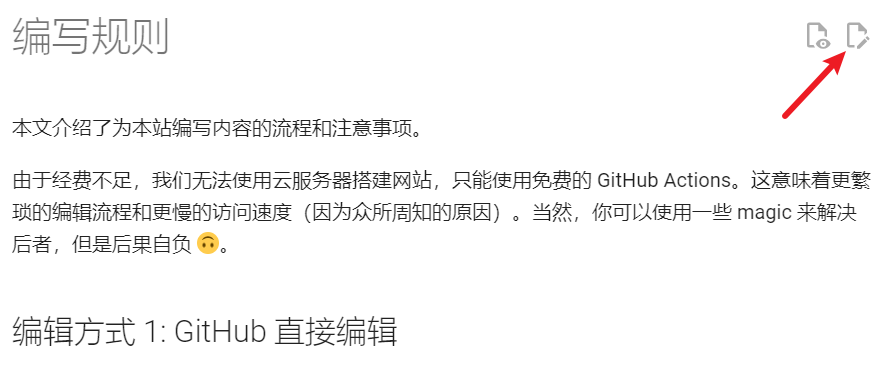 编写规则
本文介绍了为本站编写内容的流程和注意事项。
由于经费不足，我们无法使用云服务器搭建网站，只能使用免费的 GitHub Actions。这意味着更繁
琐的编辑流程和更慢的访问速度（因为众所周知的原因）。当然，你可以使用一些 magic 来解决
后者，但是后果自负 🙃。
编辑方式 1: GitHub 直接编辑